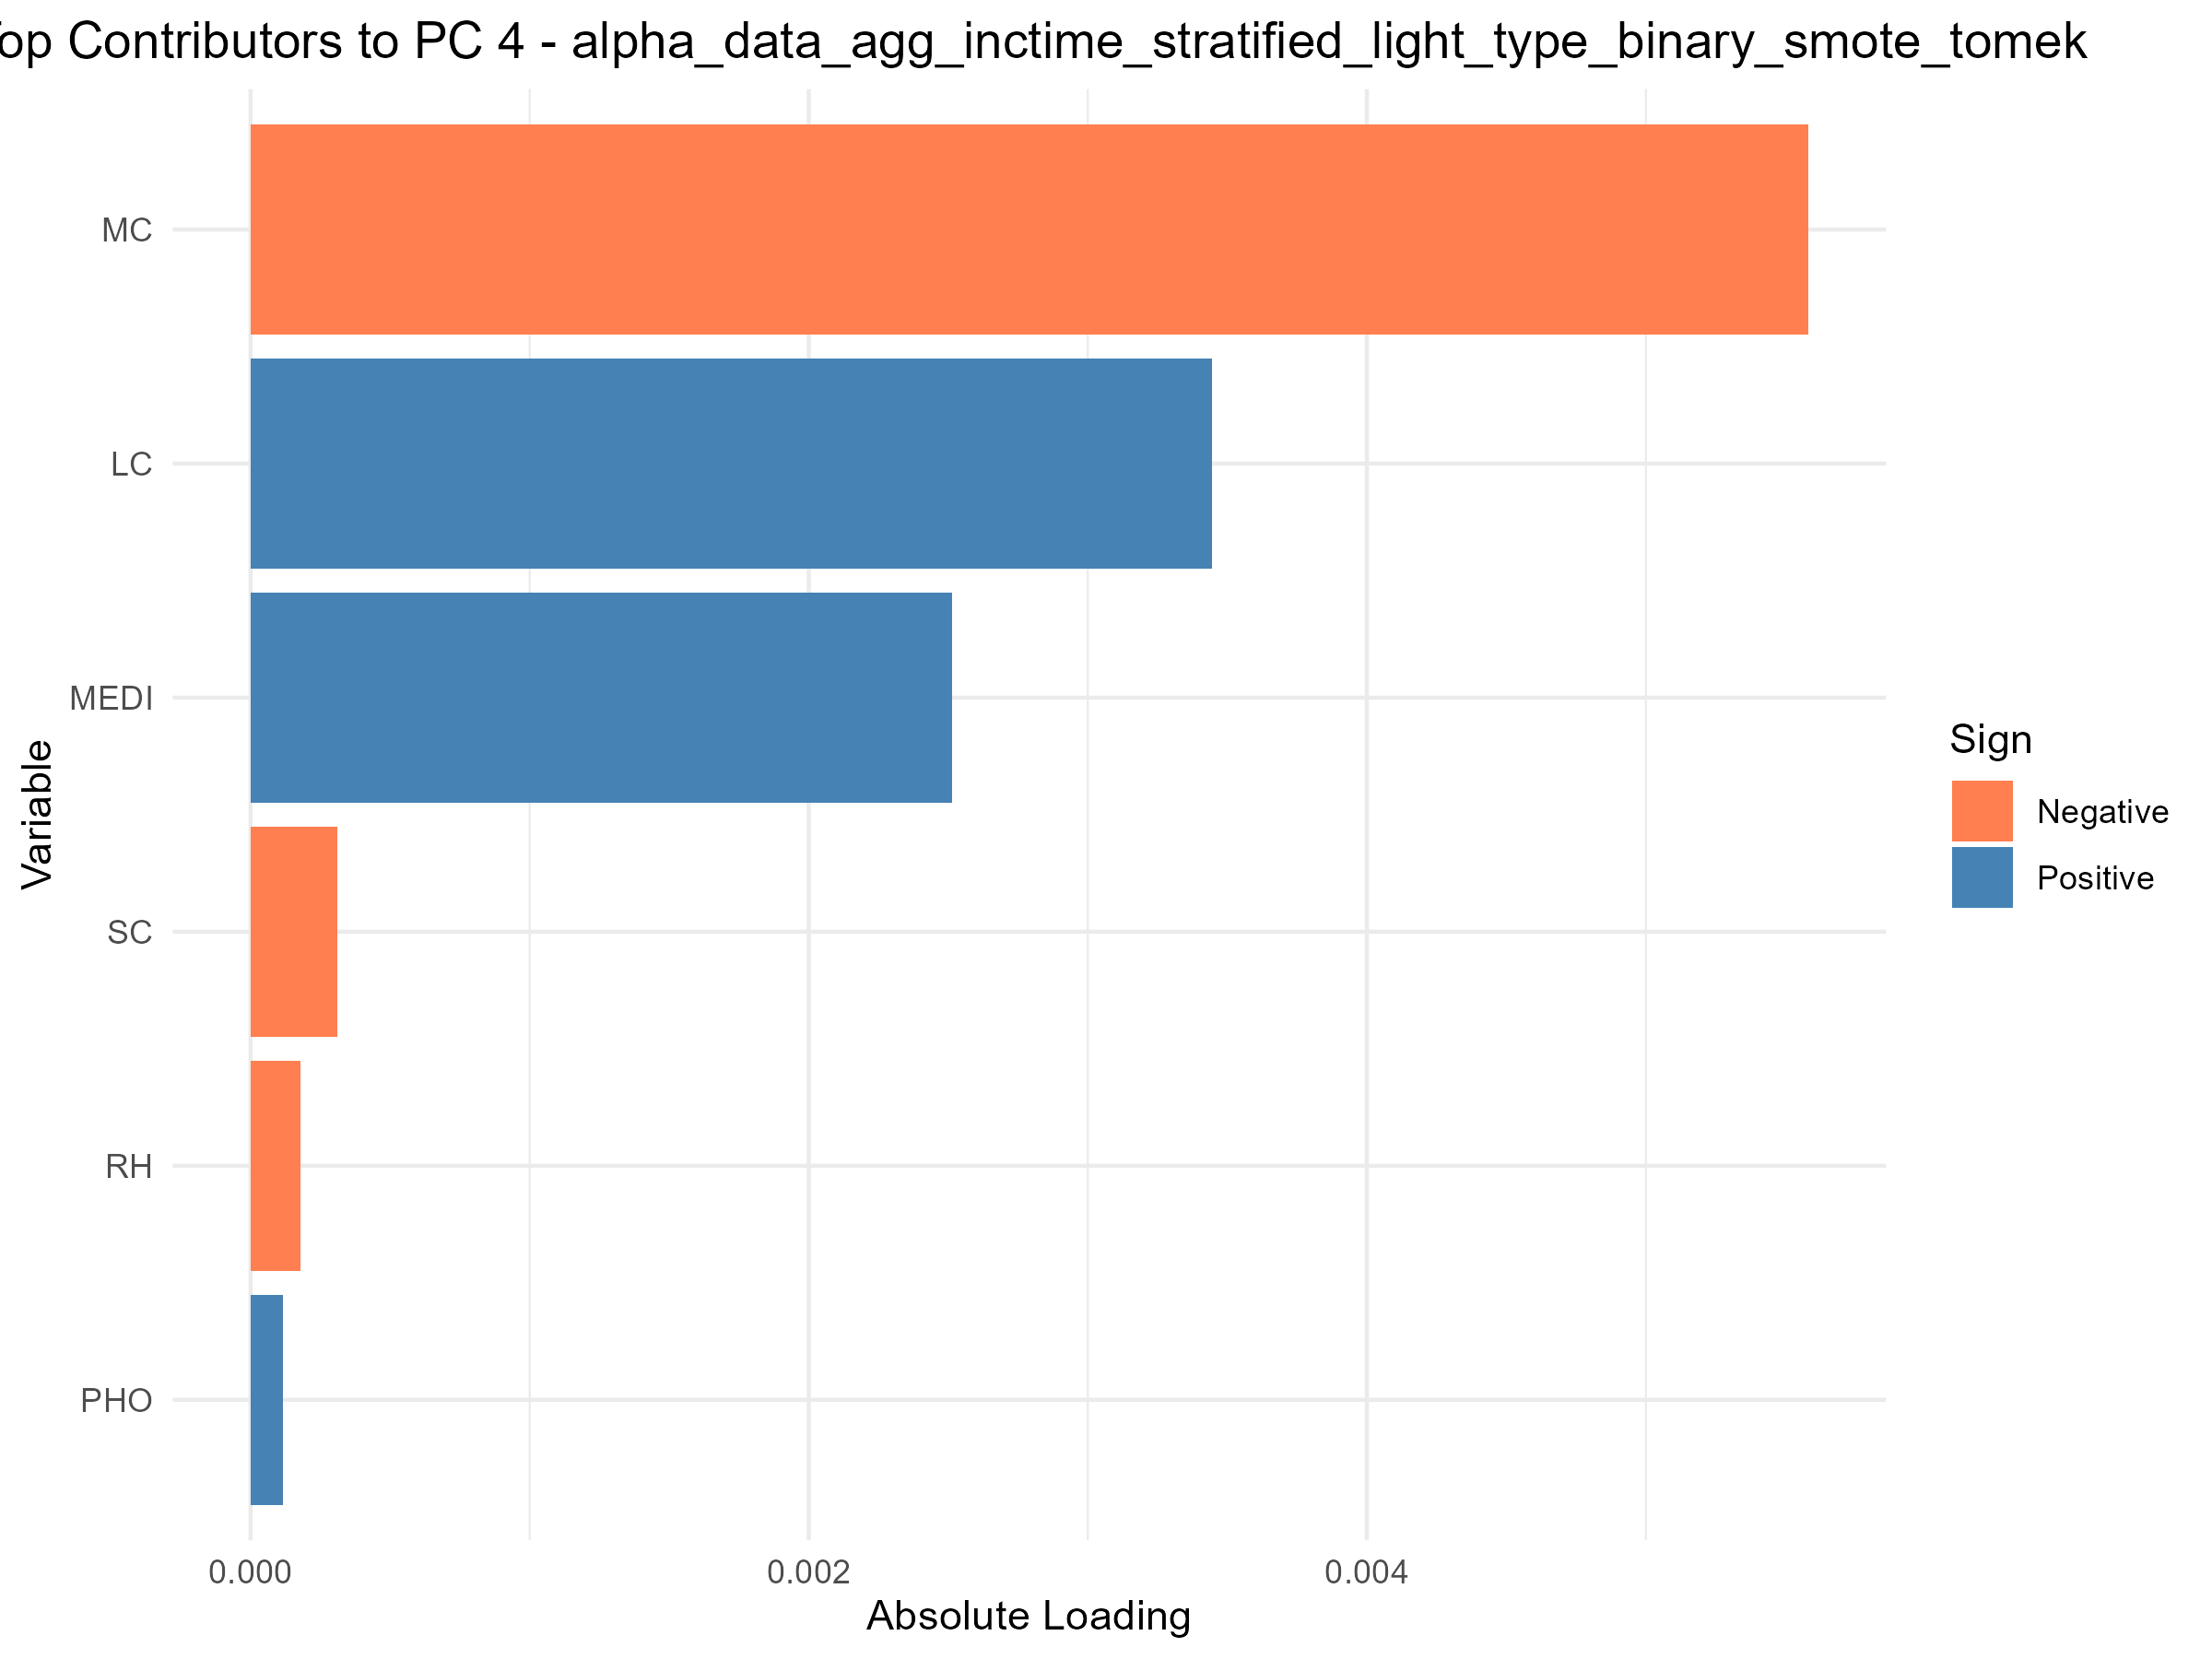 op Contributors to PC 4 - alpha_data_agg_inctime_stratified_light_type_binary_smote_tomek
MC
LC
MEDI
SC
RH
PHO
Variable
0.000
0.002
0.004
Absolute Loading
Sign
Negative
Positive